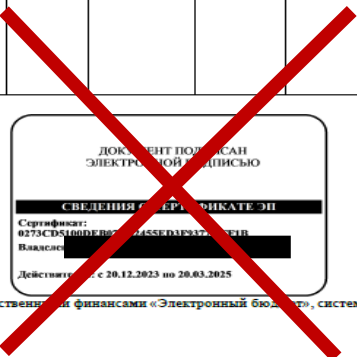 ДОКУМЕНТ ПОДПИСАН
ЭЛЕКТРОННОЙ ПОДПИСЬЮ
СВЕДЕНИЯ О СЕРТИФИКАТЕ ЭП
Сертификат:
Действителен: с 20.12.2023 по 20.03.2025
финансами «Электронный бюджет», систем